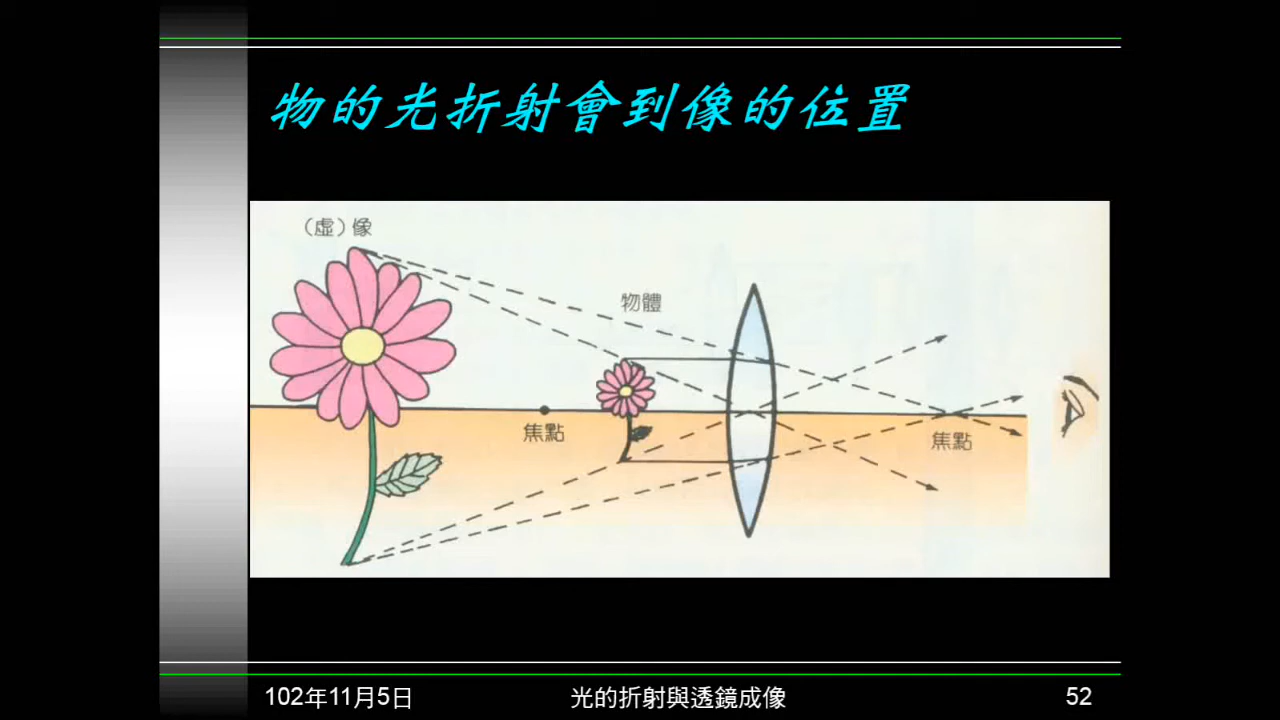 物的光折射會到像的位置
（虛）像
物體
焦點
焦點
102年11月5日
光的折射與透鏡成像
52